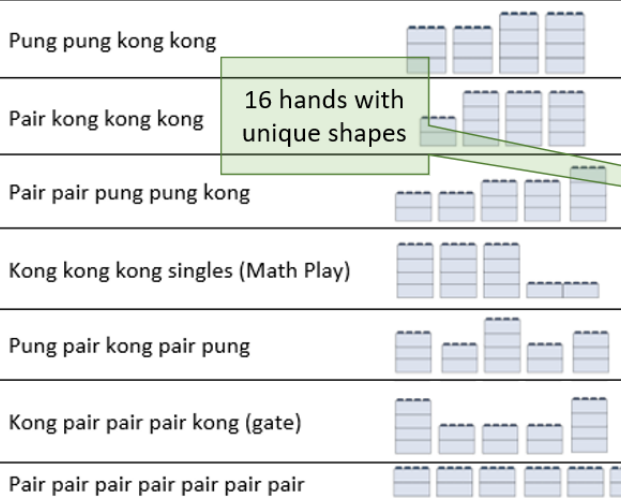 Pung pung kong kong
16 hands with
unique shapes
Pair kong kong kong
Pair pair pung pung kong
Kong kong kong singles (Math Play)
Pung pair kong pair pung
Kong pair pair pair kong (gate)
Pair pair pair pair pair pair pair